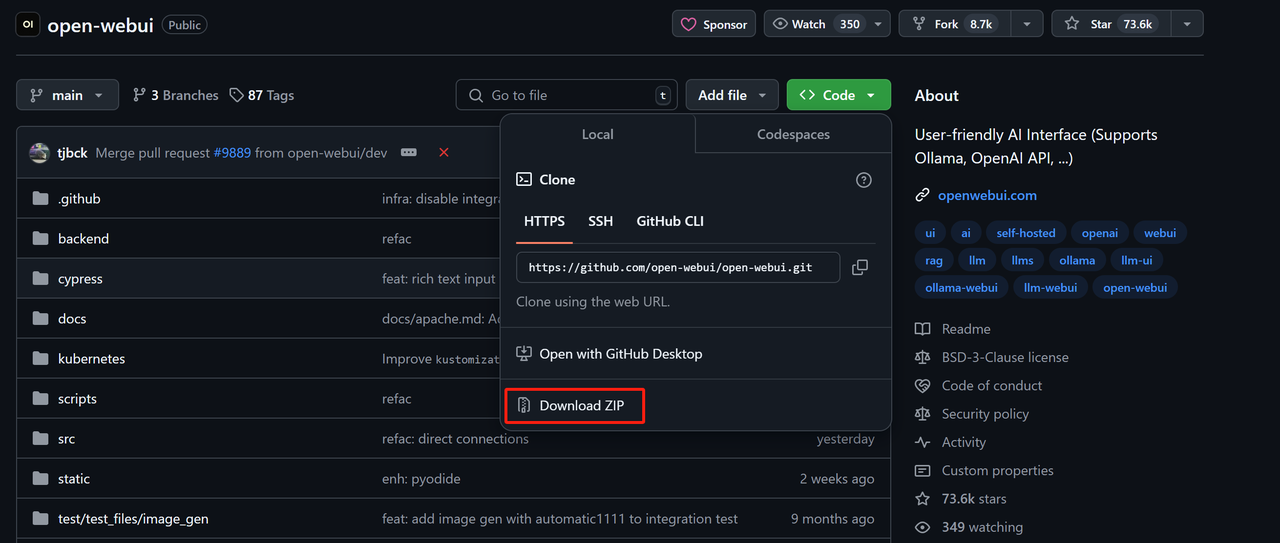 OI open-webui Public Sponsor Watch 350 Fork 8.7k Star 73.6k
main 3 Branches 87 Tags Go to file t Add file Code
tjbck Merge pull request #9889 from open-webui/dev
.github infra: disable integra
backend refac
cypress feat: rich text input
docs docs/apache.md: Ac
kubernetes Improve kustomizat
scripts refac
src refac: direct connections yesterday
static enh: pyodide 2 weeks ago
test/test_files/image_gen feat: add image gen with automatic1111 to integration test 9 months ago
Local Codespaces
Clone
HTTPS SSH GitHub CLI
https://github.com/open-webui/open-webui.git
Clone using the web URL.
Open with GitHub Desktop
Download ZIP
About
User-friendly AI Interface (Supports
Ollama, OpenAI API, ...)
openwebui.com
ui ai self-hosted openai webui
rag llm llms ollama llm-ui
ollama-webui llm-webui open-webui
Readme
BSD-3-Clause license
Code of conduct
Security policy
Activity
Custom properties
73.6k stars
349 watching